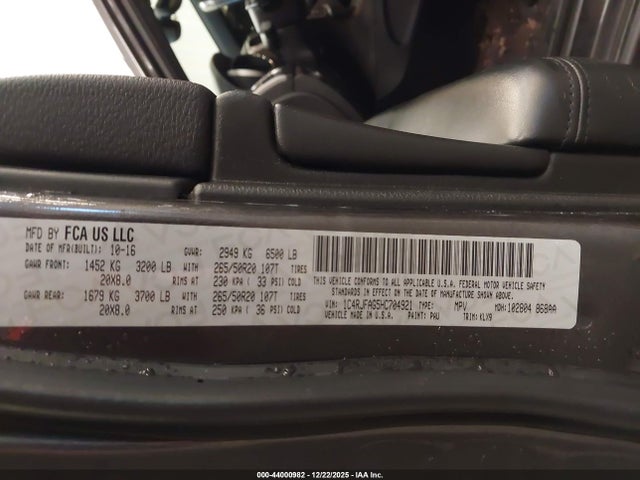 MFD BY FCA US LLC
DATE OF MFR(BUILT): 10-16 GVWR: 2949 KG 6500 LB
GAWR FRONT: 1452 KG 3200 LB WITH 265/50R20 107T TIRES
20X8.0 RIMS AT 230 KPA ( 33 PSI) COLD
GAWR REAR: 1679 KG 3700 LB WITH 265/50R20 107T TIRES
20X8.0 RIMS AT 250 KPA ( 36 PSI) COLD
THIS VEHICLE CONFORMS TO ALL APPLICABLE U.S.A. FEDERAL MOTOR VEHICLE SAFETY
STANDARDS IN EFFECT ON THE DATE OF MANUFACTURE SHOWN ABOVE.
VIN: 1C4RJFAG5HC704921 TYPE: MPV MDH: 102804 868AA
VEHICLE MADE IN U.S.A. PAINT: PAU TRIM: KLX9
000-44000982 | 12/22/2025 | IAA Inc.